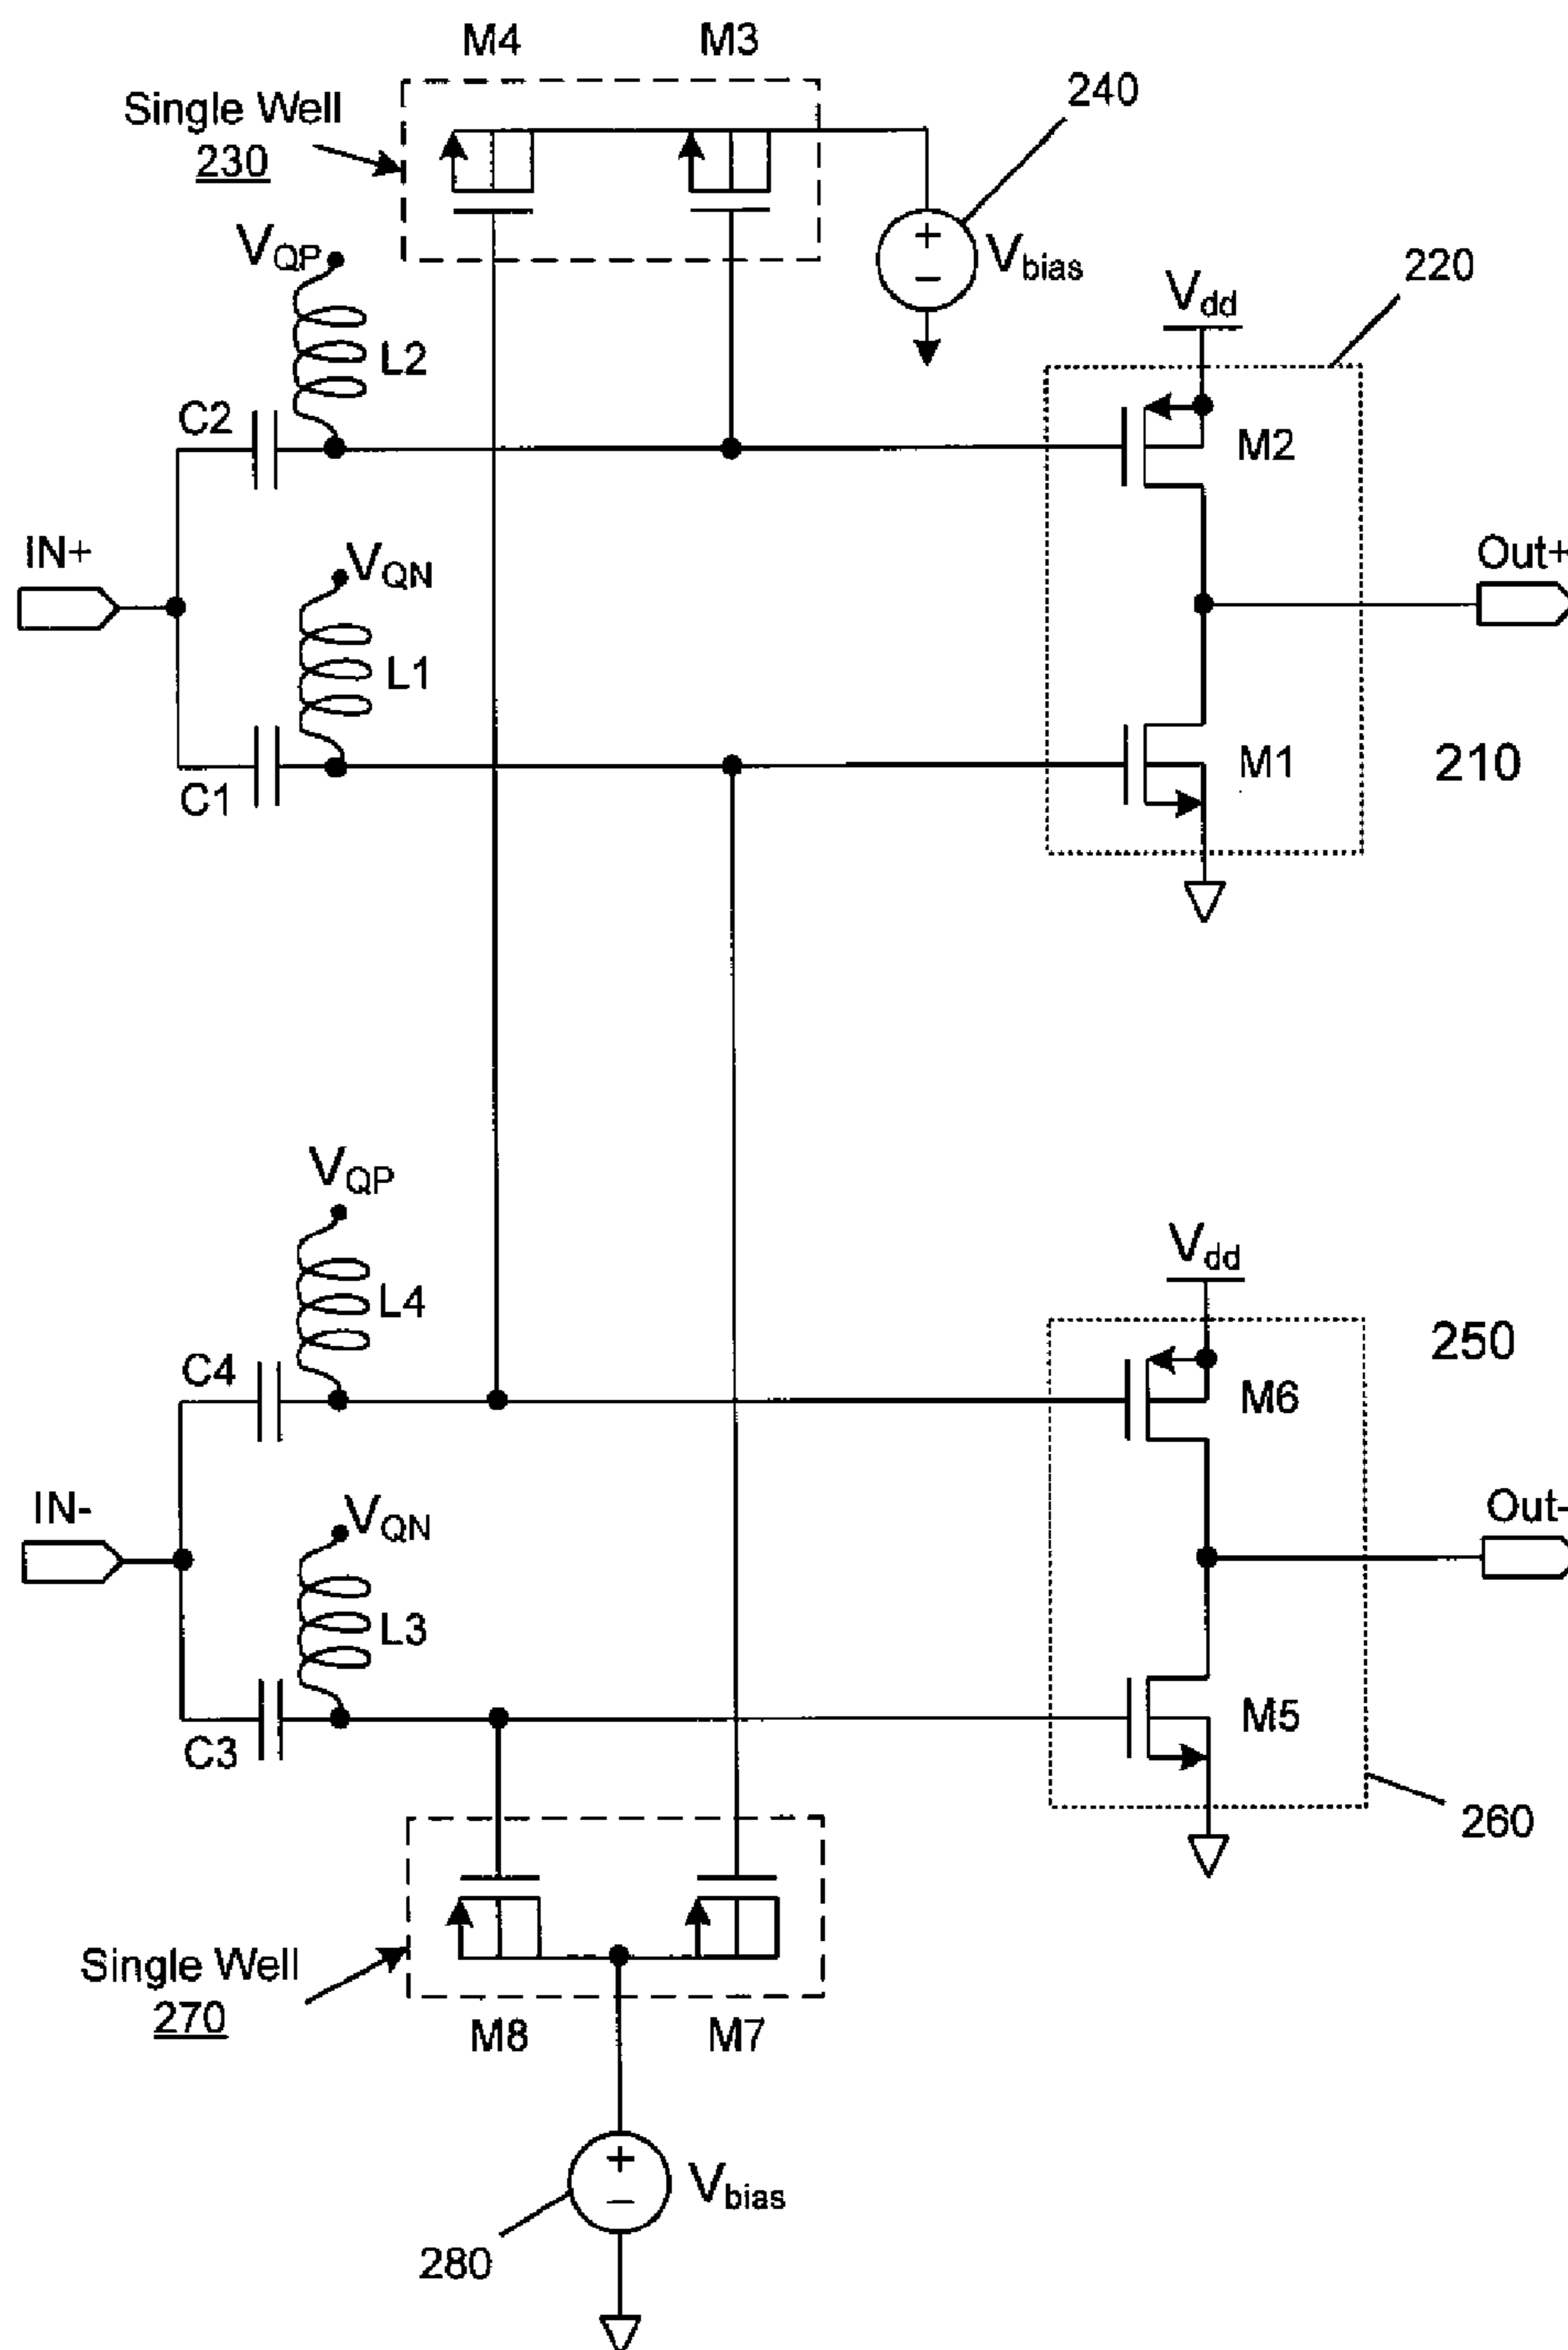 M4
M3
240
Single Well
230
VQP
Vbias
220
Vdd
L2
C2
M2
IN+
VQN
Out+
L1
M1
210
C1
VQP
Vdd
L4
250
C4
M6
IN-
VQN
Out-
L3
M5
C3
260
Single Well
270
M8
M7
Vbias
280